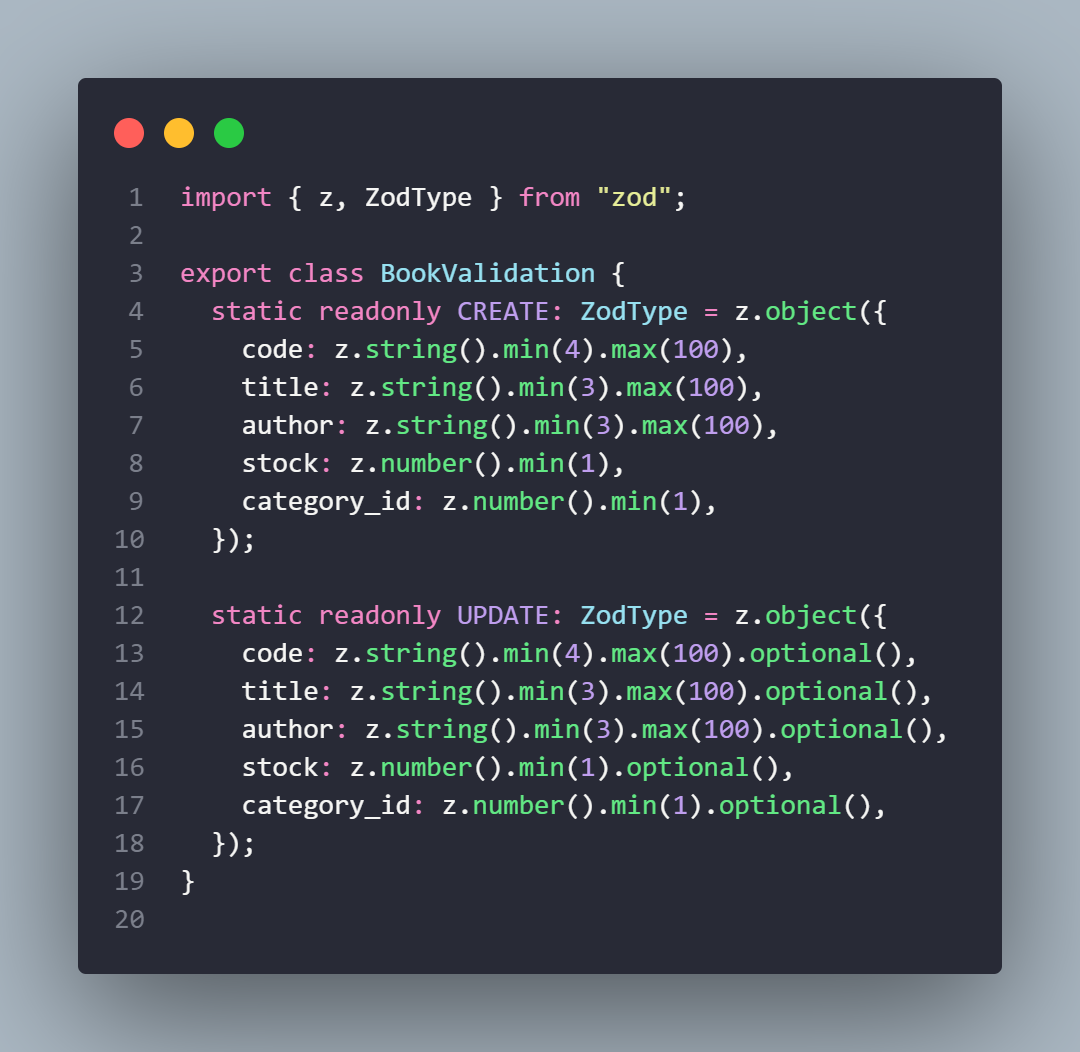 1 import { z, ZodType } from "zod";
2
3 export class BookValidation {
4   static readonly CREATE: ZodType = z.object({
5     code: z.string().min(4).max(100),
6     title: z.string().min(3).max(100),
7     author: z.string().min(3).max(100),
8     stock: z.number().min(1),
9     category_id: z.number().min(1),
10   });
11
12   static readonly UPDATE: ZodType = z.object({
13     code: z.string().min(4).max(100).optional(),
14     title: z.string().min(3).max(100).optional(),
15     author: z.string().min(3).max(100).optional(),
16     stock: z.number().min(1).optional(),
17     category_id: z.number().min(1).optional(),
18   });
19 }
20